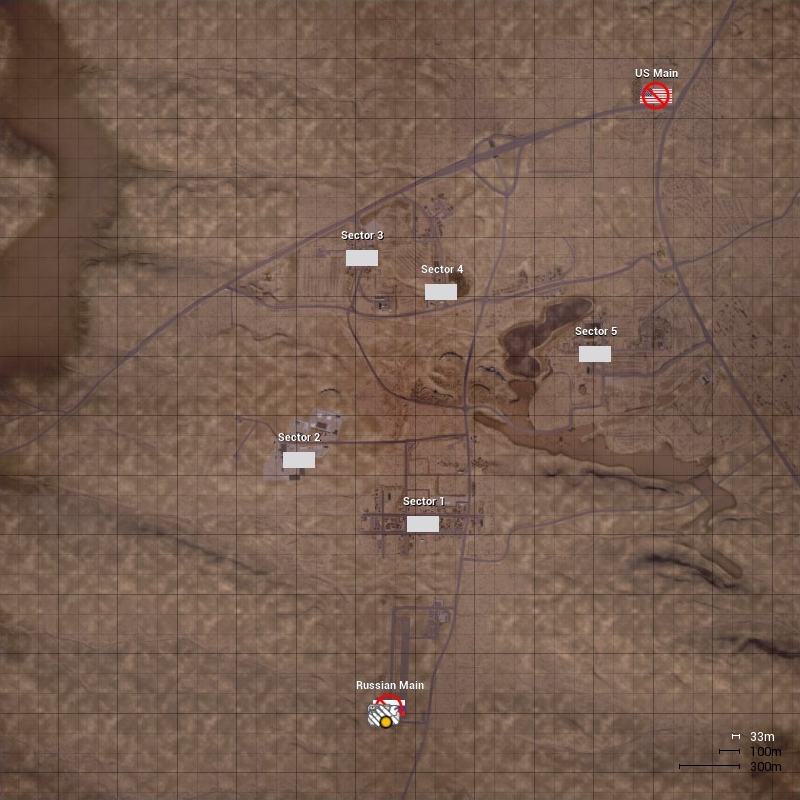 US Main
Sector 3
Sector 4
Sector 5
Sector 2
Sector 1
Russian Main
33m
100m
300m